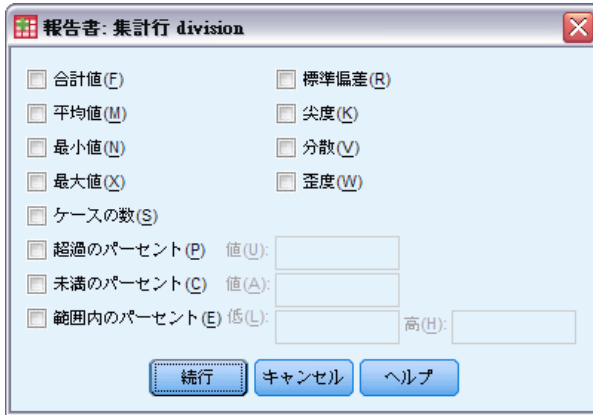 報告書: 集計行 division
合計値(F) 標準偏差(R)
平均値(M) 尖度(K)
最小値(N) 分散(V)
最大値(X) 歪度(W)
ケースの数(S)
超過のパーセント(P) 値(U):
未満のパーセント(C) 値(A):
範囲内のパーセント(E) 低(L): 高(H):
続行 キャンセル ヘルプ